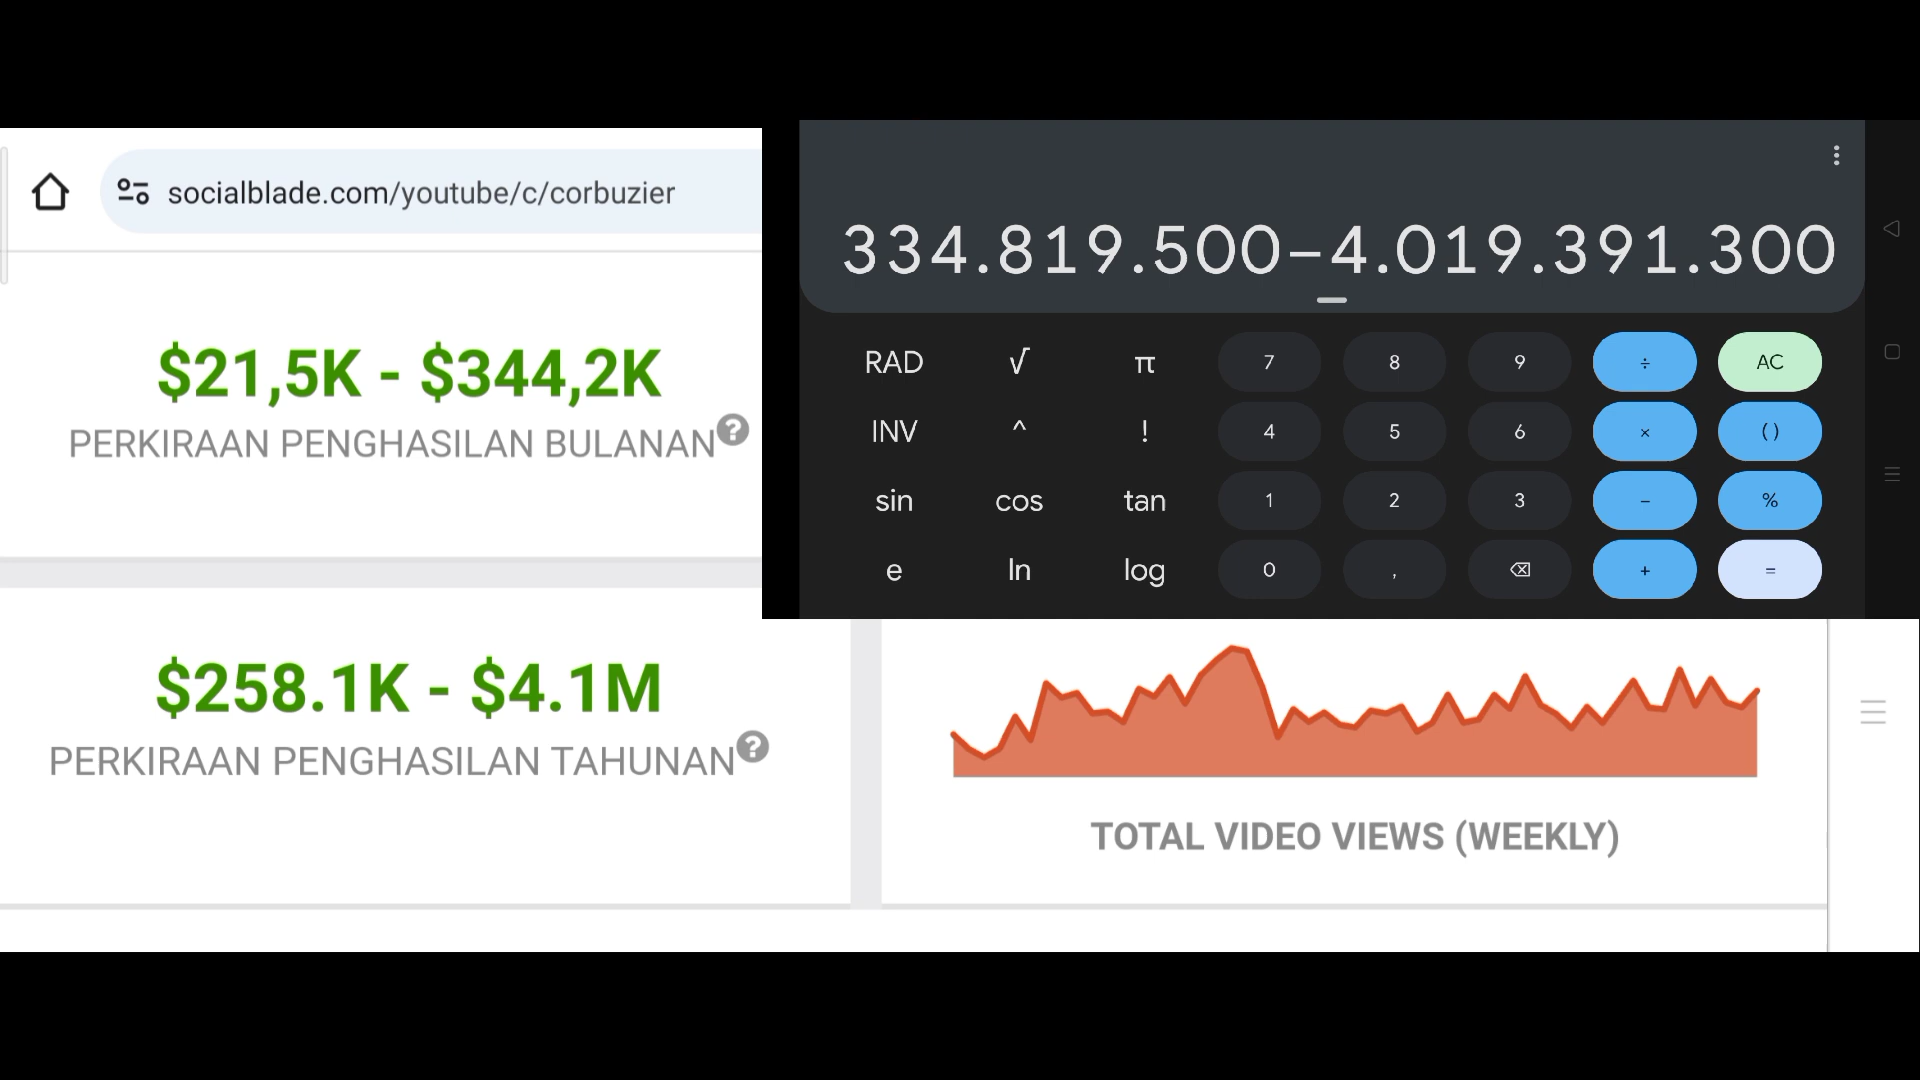 socialblade.com/youtube/c/corbuzier
$21,5K - $344,2K
PERKIRAAN PENGHASILAN BULANAN?
$258.1K - $4.1M
PERKIRAAN PENGHASILAN TAHUNAN?
334.819.500–4.019.391.300
RAD √ π 7 8 9 ÷ AC
INV ^ ! 4 5 6 × ( )
sin cos tan 1 2 3 − %
e ln log 0 , + =
TOTAL VIDEO VIEWS (WEEKLY)